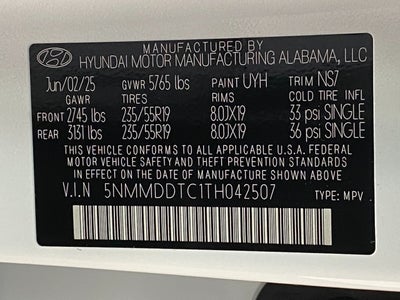 MANUFACTURED BY
HYUNDAI MOTOR MANUFACTURING ALABAMA, LLC
Jun/02/25 GVWR 5765 lbs PAINT UYH TRIM NS7
GAWR TIRES RIMS COLD TIRE INFL
FRONT 2745 lbs 235/55R19 8.0JX19 33 psi SINGLE
REAR 3131 lbs 235/55R19 8.0JX19 36 psi SINGLE
THIS VEHICLE CONFORMS TO ALL APPLICABLE U.S.A. FEDERAL
MOTOR VEHICLE SAFETY, BUMPER, AND THEFT PREVENTION STANDARDS
IN EFFECT ON THE DATE OF MANUFACTURE SHOWN ABOVE.
V.I.N 5NMMDDTC1TH042507 TYPE: MPV